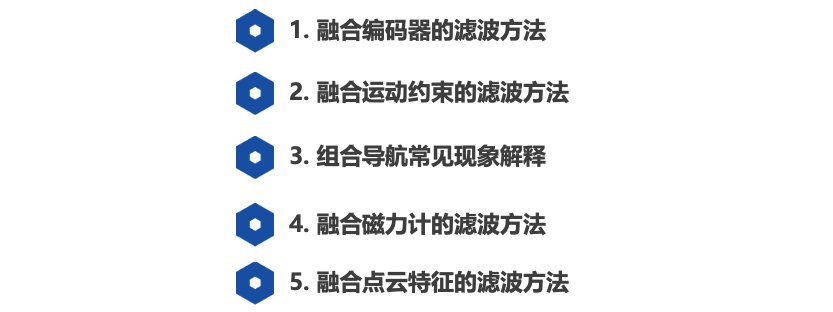 1. 融合编码器的滤波方法
2. 融合运动约束的滤波方法
3. 组合导航常见现象解释
4. 融合磁力计的滤波方法
5. 融合点云特征的滤波方法